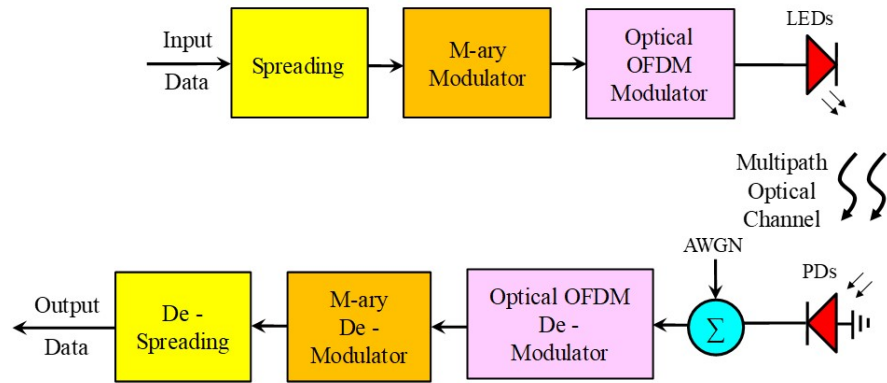 Input
Data
Spreading
M-ary
Modulator
Optical
OFDM
Modulator
LEDs
Multipath
Optical
Channel
AWGN
PDs
Σ
Optical OFDM
De -
Modulator
M-ary
De -
Modulator
De -
Spreading
Output
Data